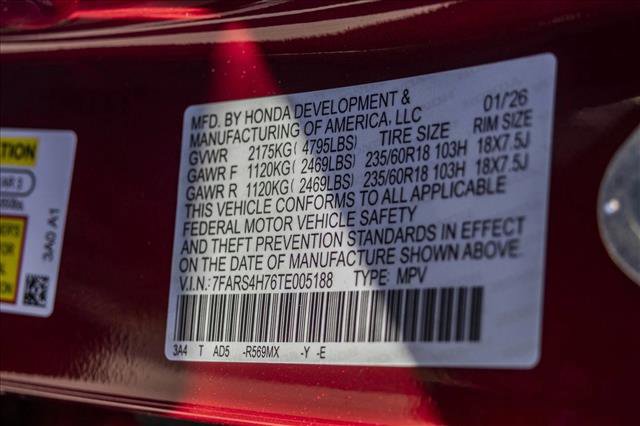 MFD. BY HONDA DEVELOPMENT &
MANUFACTURING OF AMERICA, LLC 01/26
GVWR 2175KG( 4795LBS) TIRE SIZE RIM SIZE
GAWR F 1120KG( 2469LBS) 235/60R18 103H 18X7.5J
GAWR R 1120KG( 2469LBS) 235/60R18 103H 18X7.5J
THIS VEHICLE CONFORMS TO ALL APPLICABLE
FEDERAL MOTOR VEHICLE SAFETY
AND THEFT PREVENTION STANDARDS IN EFFECT
ON THE DATE OF MANUFACTURE SHOWN ABOVE.
V.I.N: 7FARS4H76TE005188 TYPE: MPV
3A4 T AD5 -R569MX -Y -E
3A0 A1